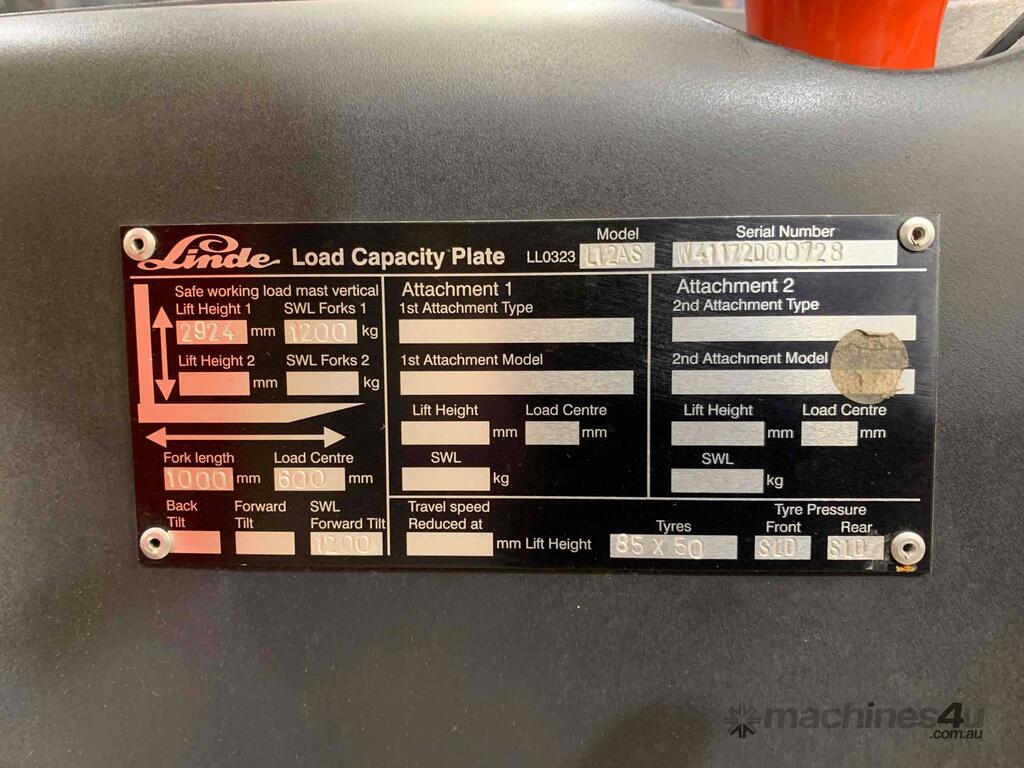 Linde Load Capacity Plate LL0323 Model L12AS Serial Number W41172D00728
Safe working load mast vertical
Lift Height 1 2924 mm SWL Forks 1 1200 kg
Lift Height 2 mm SWL Forks 2 kg
Fork length 1000 mm Load Centre 600 mm
Back Tilt Forward Tilt SWL Forward Tilt 1200
Attachment 1
1st Attachment Type
1st Attachment Model
Lift Height mm Load Centre mm
SWL kg
Attachment 2
2nd Attachment Type
2nd Attachment Model
Lift Height mm Load Centre mm
SWL kg
Travel speed
Reduced at mm Lift Height
Tyres 85 X 50
Tyre Pressure
Front SLD Rear SLD
machines4u
.com.au